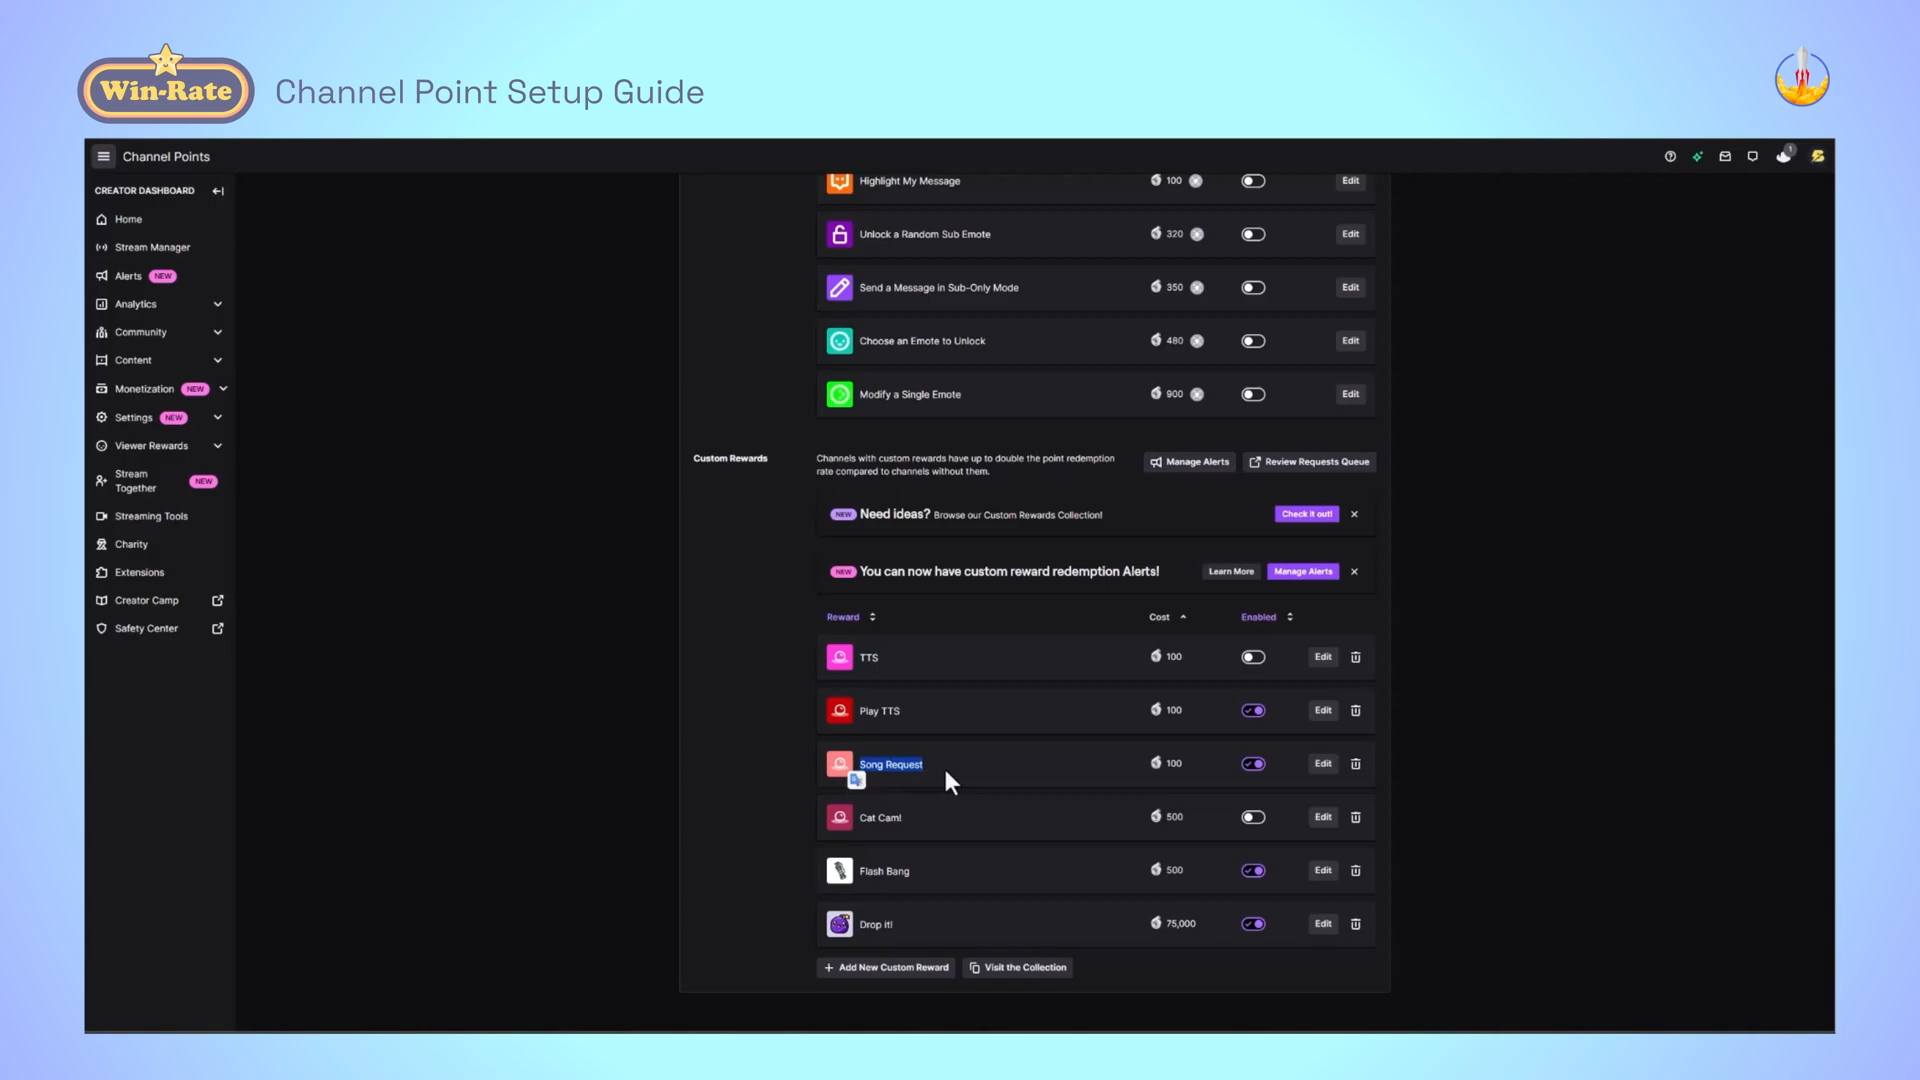 Win-Rate
Channel Point Setup Guide
Channel Points
1
CREATOR DASHBOARD
Home
Stream Manager
Alerts NEW
Analytics
Community
Content
Monetization NEW
Settings NEW
Viewer Rewards
Stream
Together
NEW
Streaming Tools
Charity
Extensions
Creator Camp
Safety Center
Highlight My Message 100 Edit
Unlock a Random Sub Emote 320 Edit
Send a Message in Sub-Only Mode 350 Edit
Choose an Emote to Unlock 480 Edit
Modify a Single Emote 900 Edit
Custom Rewards
Channels with custom rewards have up to double the point redemption
rate compared to channels without them.
Manage Alerts
Review Requests Queue
NEW Need ideas? Browse our Custom Rewards Collection! Check it out!
NEW You can now have custom reward redemption Alerts! Learn More Manage Alerts
Reward Cost Enabled
TTS 100 Edit
Play TTS 100 Edit
Song Request 100 Edit
Cat Cam! 500 Edit
Flash Bang 500 Edit
Drop it! 75,000 Edit
+ Add New Custom Reward
Visit the Collection